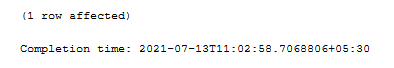 (1 row affected)
Completion time: 2021-07-13T11:02:58.7068806+05:30